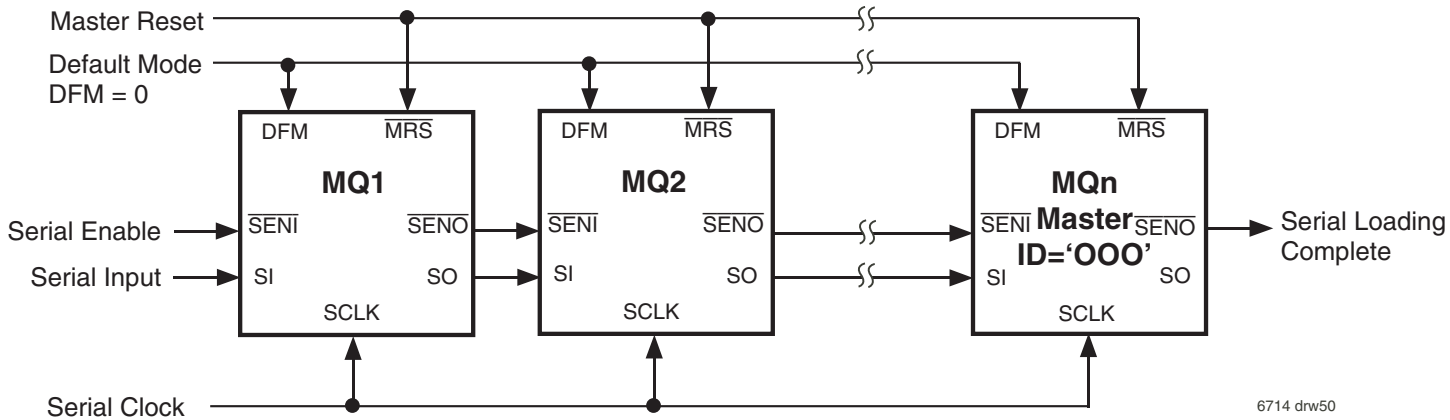 Master Reset
Default Mode
DFM = 0
DFM
MRS
DFM
MRS
DFM
MRS
MQ1
MQ2
MQn
Master
ID=‘OOO’
Serial Enable
SENI
SENO
SENI
SENO
SENI
SENO
Serial Loading
Complete
Serial Input
SI
SO
SI
SO
SI
SO
SCLK
SCLK
SCLK
Serial Clock
6714 drw50